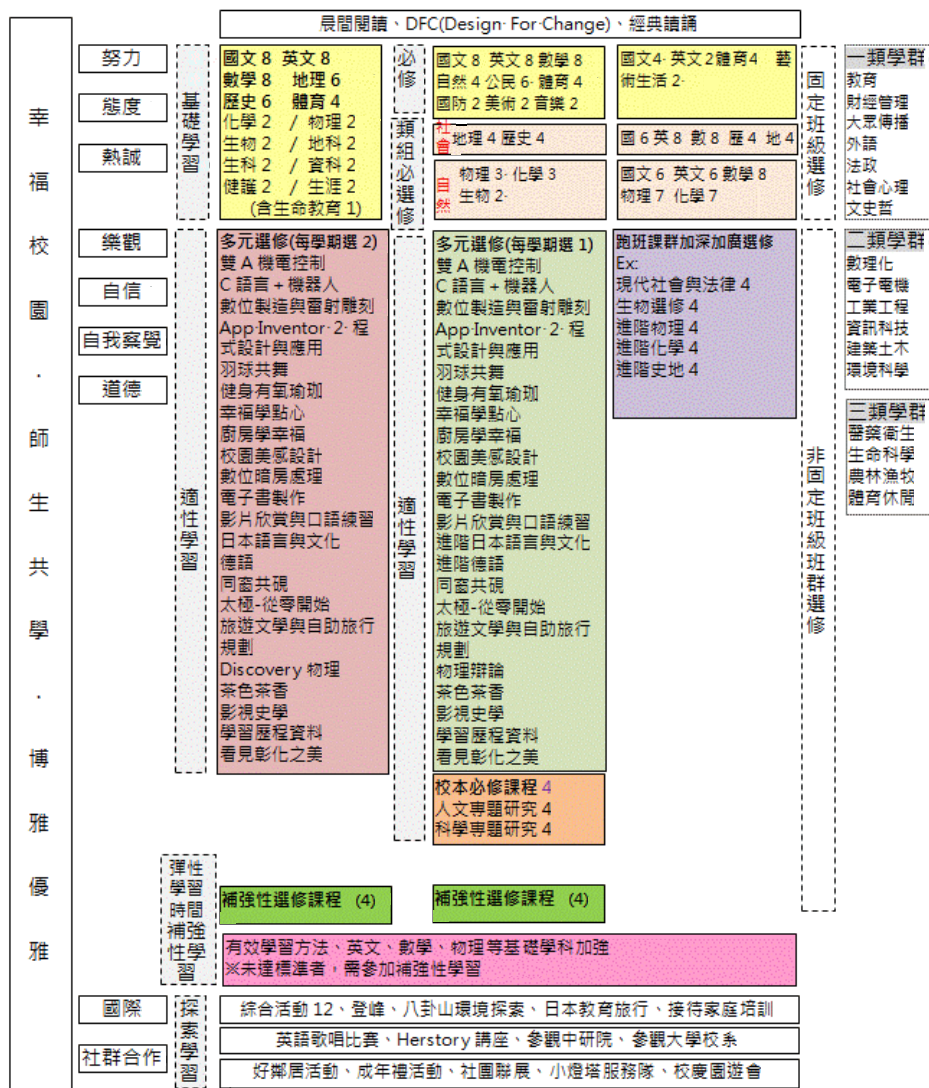 晨間閱讀、DFC(Design For Change)、經典讀誦
幸福校園．師生共學．博雅優雅
努力
態度
熱誠
樂觀
自信
自我察覺
道德
國際
社群合作
基礎學習
國文 8 英文 8
數學 8 地理 6
歷史 6 體育 4
化學 2 / 物理 2
生物 2 / 地科 2
生科 2 / 資科 2
健護 2 / 生涯 2
(含生命教育 1)
必修
國文 8 英文 8 數學 8
自然 4 公民 6 體育 4
國防 2 美術 2 音樂 2
國文4 英文 2體育4 藝
術生活 2
類組必選修
社會
地理 4 歷史 4
國 6 英 8 數 8 歷 4 地 4
自然
物理 3 化學 3
生物 2
國文 6 英文 6 數學 8
物理 7 化學 7
固定班級選修
適性學習
多元選修(每學期選 2)
雙 A 機電控制
C 語言 + 機器人
數位製造與雷射雕刻
App Inventor 2 程
式設計與應用
羽球共舞
健身有氧瑜珈
幸福學點心
廚房學幸福
校園美感設計
數位暗房處理
電子書製作
影片欣賞與口語練習
日本語言與文化
德語
同窗共硯
太極-從零開始
旅遊文學與自助旅行
規劃
Discovery 物理
茶色茶香
影視史學
學習歷程資料
看見彰化之美
適性學習
多元選修(每學期選 1)
雙 A 機電控制
C 語言 + 機器人
數位製造與雷射雕刻
App Inventor 2 程
式設計與應用
羽球共舞
健身有氧瑜珈
幸福學點心
廚房學幸福
校園美感設計
數位暗房處理
電子書製作
影片欣賞與口語練習
進階日本語言與文化
進階德語
同窗共硯
太極-從零開始
旅遊文學與自助旅行
規劃
物理辯論
茶色茶香
影視史學
學習歷程資料
看見彰化之美
校本必修課程 4
人文專題研究 4
科學專題研究 4
跑班課群加深加廣選修
Ex:
現代社會與法律 4
生物選修 4
進階物理 4
進階化學 4
進階史地 4
非固定班級班群選修
一類學群
教育
財經管理
大眾傳播
外語
法政
社會心理
文史哲
二類學群
數理化
電子電機
工業工程
資訊科技
建築土木
環境科學
三類學群
醫藥衛生
生命科學
農林漁牧
體育休閒
彈性
學習
時間
補強
性學
習
補強性選修課程 (4)
補強性選修課程 (4)
有效學習方法、英文、數學、物理等基礎學科加強
※未達標準者，需參加補強性學習
探索學習
綜合活動 12、登峰、八卦山環境探索、日本教育旅行、接待家庭培訓
英語歌唱比賽、Herstory 講座、參觀中研院、參觀大學校系
好鄰居活動、成年禮活動、社團聯展、小燈塔服務隊、校慶園遊會